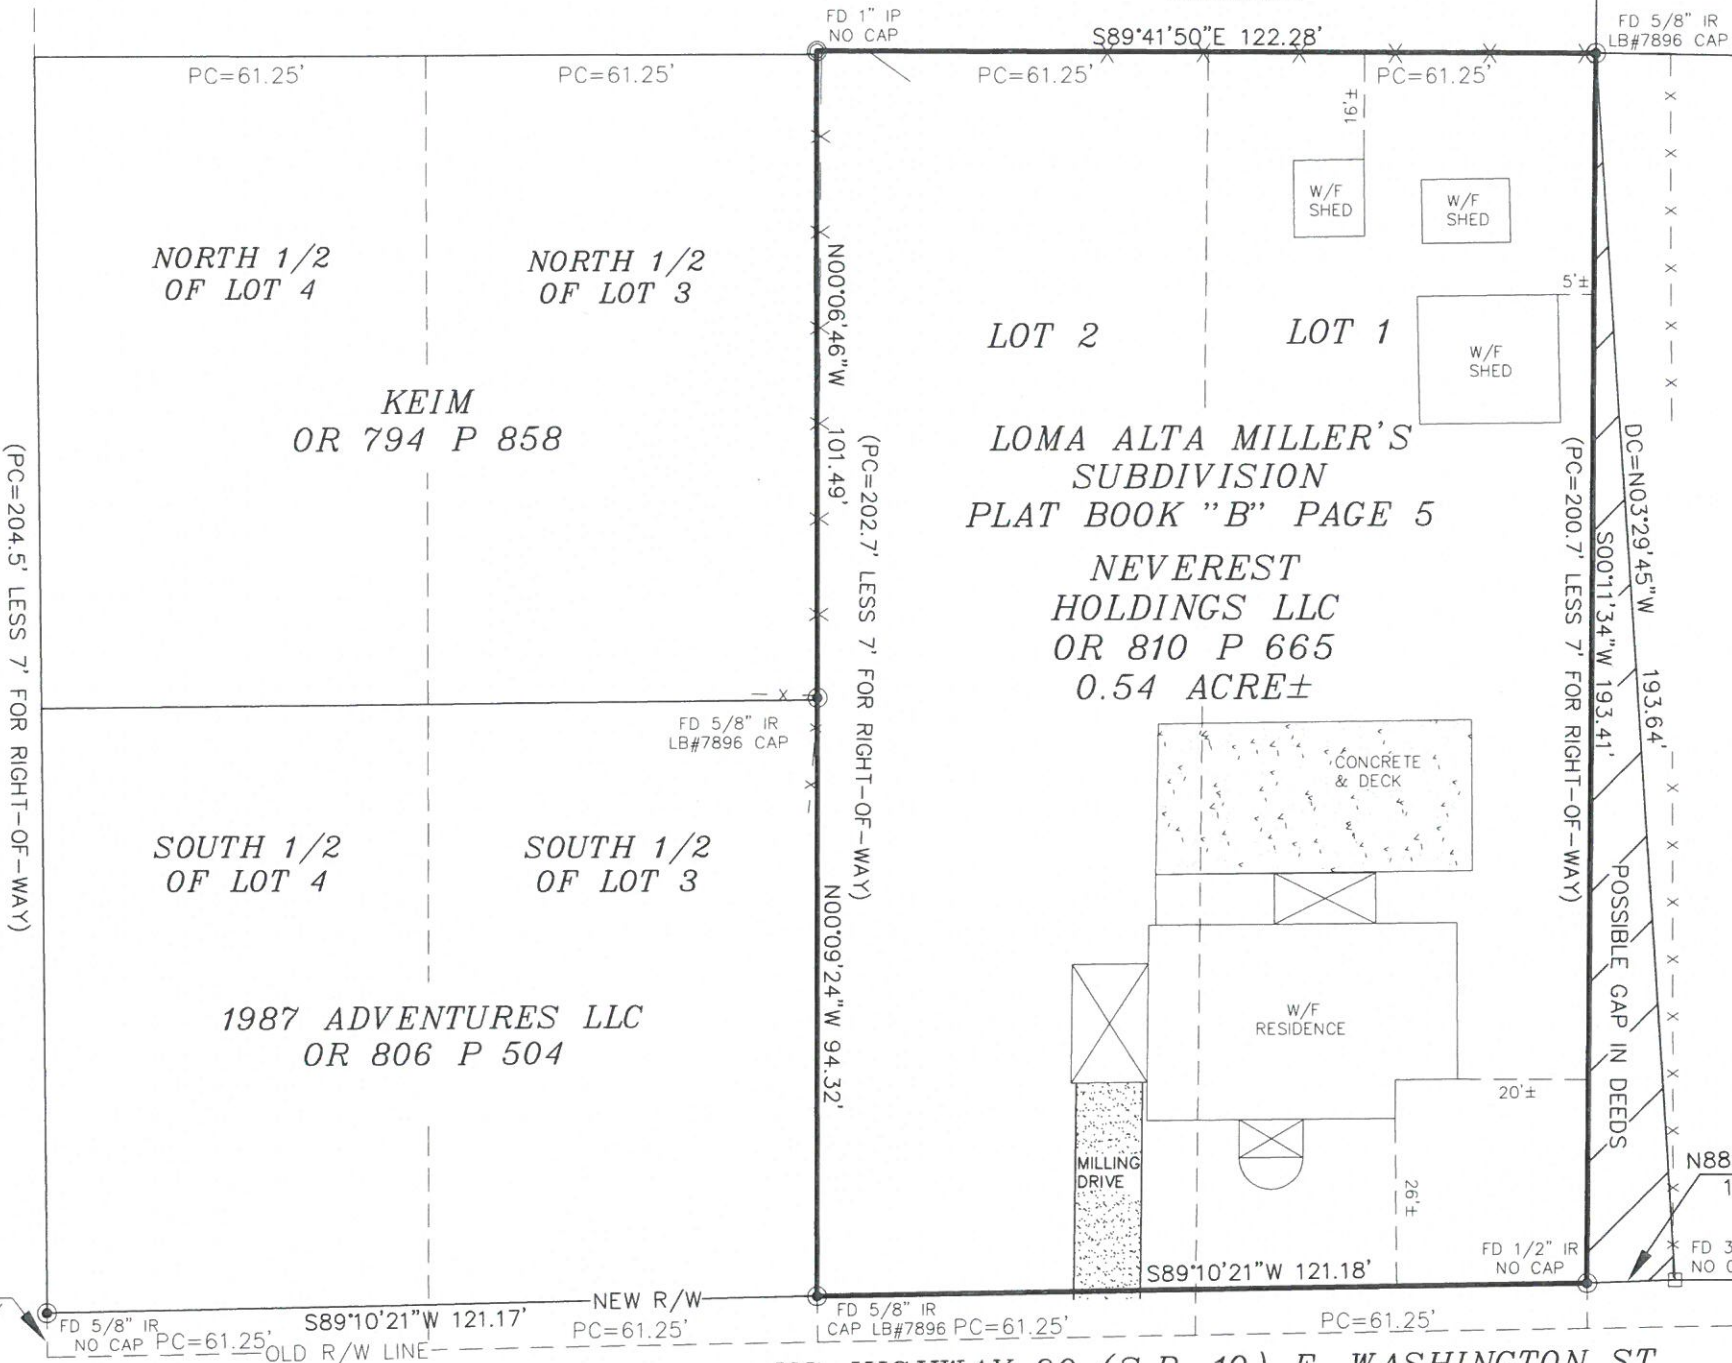 FD 1" IP
NO CAP
S89°41'50"E 122.28'
FD 5/8" IR
LB#7896 CAP
PC=61.25'
PC=61.25'
PC=61.25'
PC=61.25'
16'±
W/F
SHED
W/F
SHED
5'±
W/F
SHED
NORTH 1/2
OF LOT 4
NORTH 1/2
OF LOT 3
N00°06'46"W 101.49'
LOT 2
LOT 1
KEIM
OR 794 P 858
LOMA ALTA MILLER'S
SUBDIVISION
PLAT BOOK "B" PAGE 5
NEVEREST
HOLDINGS LLC
OR 810 P 665
0.54 ACRE±
(PC=204.5' LESS 7' FOR RIGHT-OF-WAY)
(PC=202.7' LESS 7' FOR RIGHT-OF-WAY)
(PC=200.7' LESS 7' FOR RIGHT-OF-WAY)
S00°11'34"W 193.41'
DC=N03°29'45"W 193.64'
POSSIBLE GAP IN DEEDS
FD 5/8" IR
LB#7896 CAP
CONCRETE
& DECK
SOUTH 1/2
OF LOT 4
SOUTH 1/2
OF LOT 3
N00°09'24"W 94.32'
1987 ADVENTURES LLC
OR 806 P 504
W/F
RESIDENCE
20'±
MILLING
DRIVE
26'±
N88
1
FD 1/2" IR
NO CAP
FD 3
NO C
S89°10'21"W 121.18'
NEW R/W
S89°10'21"W 121.17'
FD 5/8" IR
NO CAP
PC=61.25'
PC=61.25'
FD 5/8" IR
CAP LB#7896
PC=61.25'
PC=61.25'
OLD R/W LINE
HIGHWAY 90 (S.R. 10) E. WASHINGTON ST.